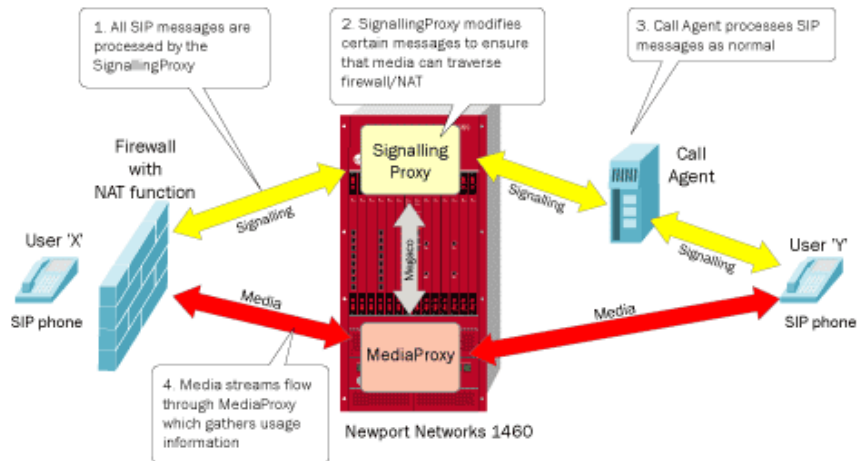 1. All SIP messages are
processed by the
SignallingProxy
2. SignallingProxy modifies
certain messages to ensure
that media can traverse
firewall/NAT
3. Call Agent processes SIP
messages as normal
Firewall
with
NAT function
Signalling
Proxy
Call
Agent
Signalling
Signalling
Signalling
User 'X'
SIP phone
Megaco
User 'Y'
SIP phone
Media
Media
MediaProxy
4. Media streams flow
through MediaProxy
which gathers usage
information
Newport Networks 1460